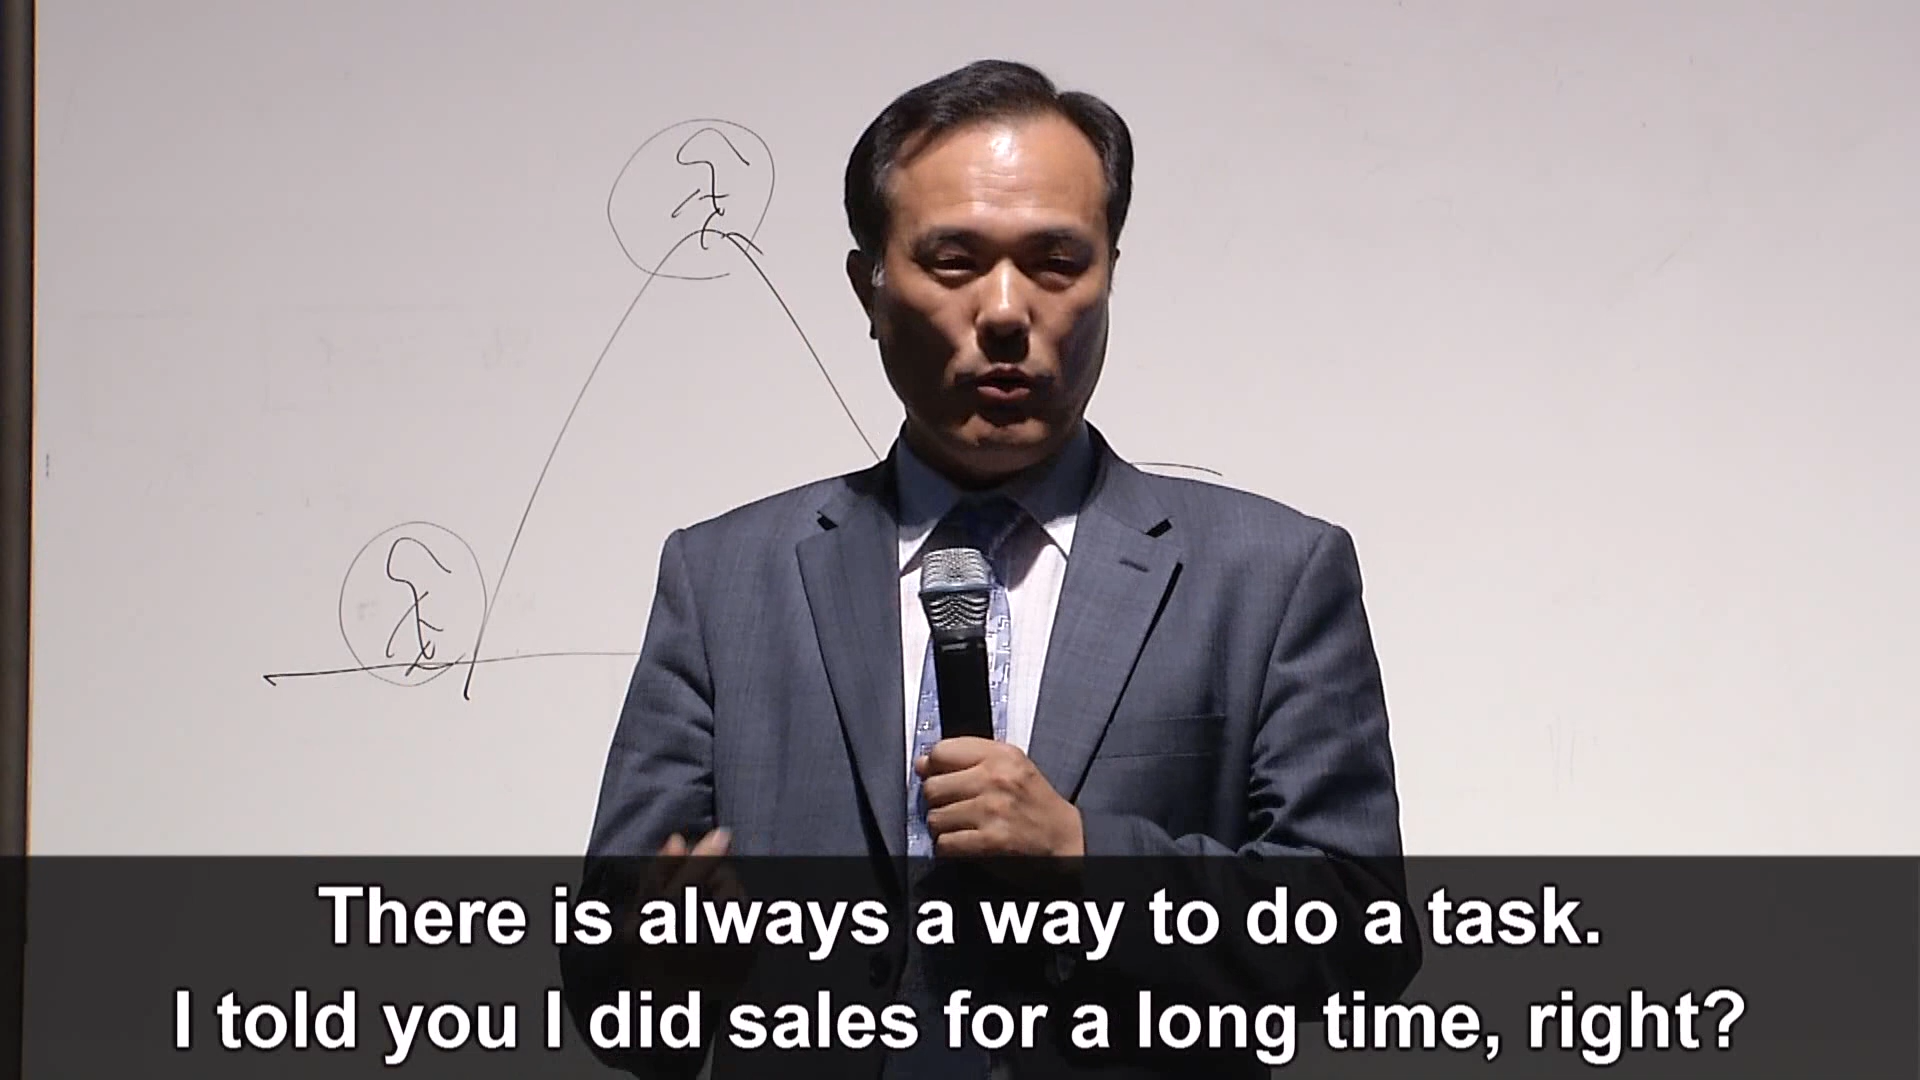 There is always a way to do a task.
I told you I did sales for a long time, right?